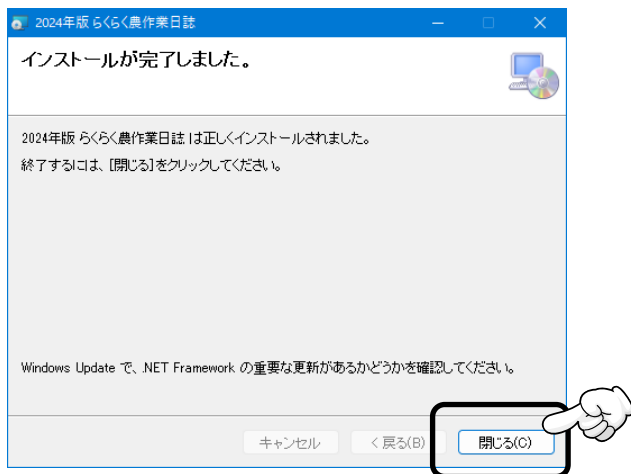 2024年版 らくらく農作業日誌
インストールが完了しました。
2024年版 らくらく農作業日誌 は正しくインストールされました。
終了するには、[閉じる]をクリックしてください。
Windows Update で、.NET Framework の重要な更新があるかどうかを確認してください。
キャンセル < 戻る(B) 閉じる(C)